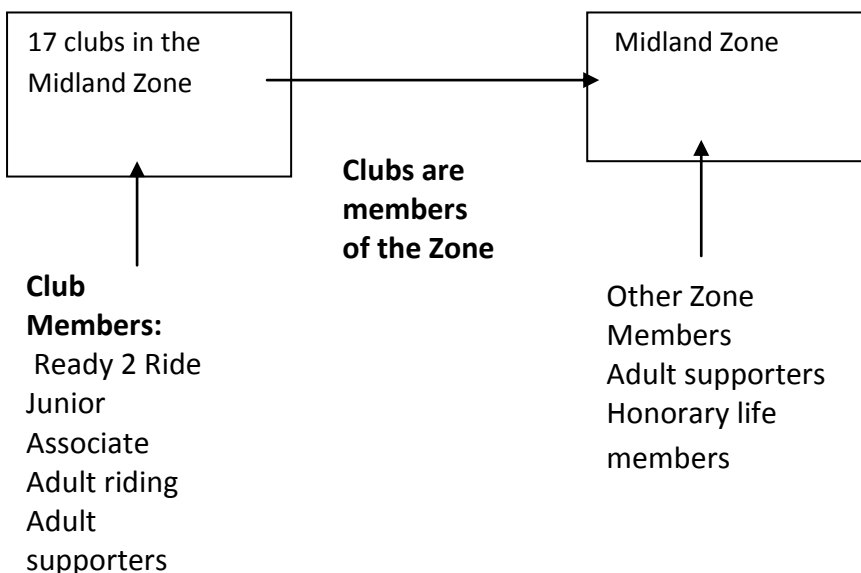 17 clubs in the
Midland Zone
Midland Zone
Clubs are
members
of the Zone
Club
Members:
Ready 2 Ride
Junior
Associate
Adult riding
Adult
supporters
Other Zone
Members
Adult supporters
Honorary life
members